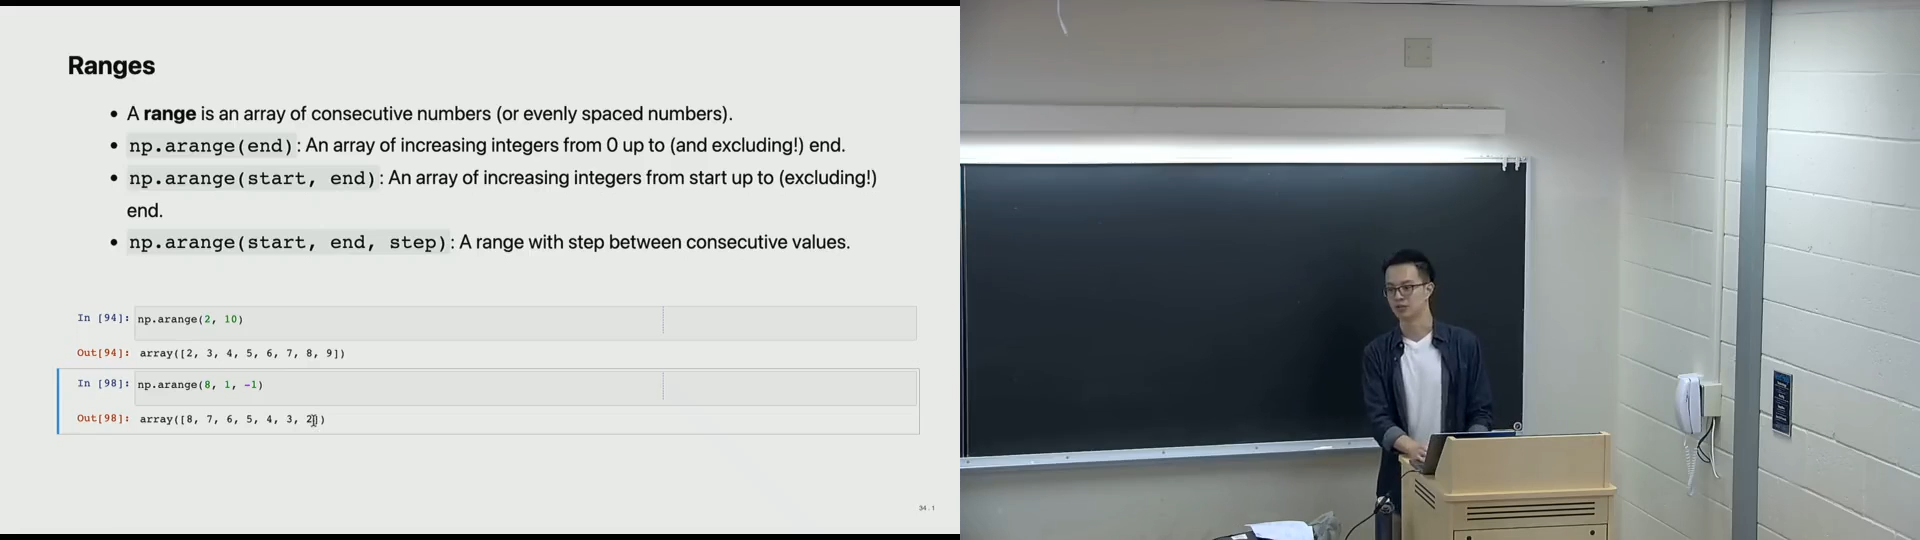 Ranges
• A range is an array of consecutive numbers (or evenly spaced numbers).
• np.arange(end): An array of increasing integers from 0 up to (and excluding!) end.
• np.arange(start, end): An array of increasing integers from start up to (excluding!)
end.
• np.arange(start, end, step): A range with step between consecutive values.
In [94]: np.arange(2, 10)
Out[94]: array([2, 3, 4, 5, 6, 7, 8, 9])
In [98]: np.arange(8, 1, -1)
Out[98]: array([8, 7, 6, 5, 4, 3, 2])
34.1